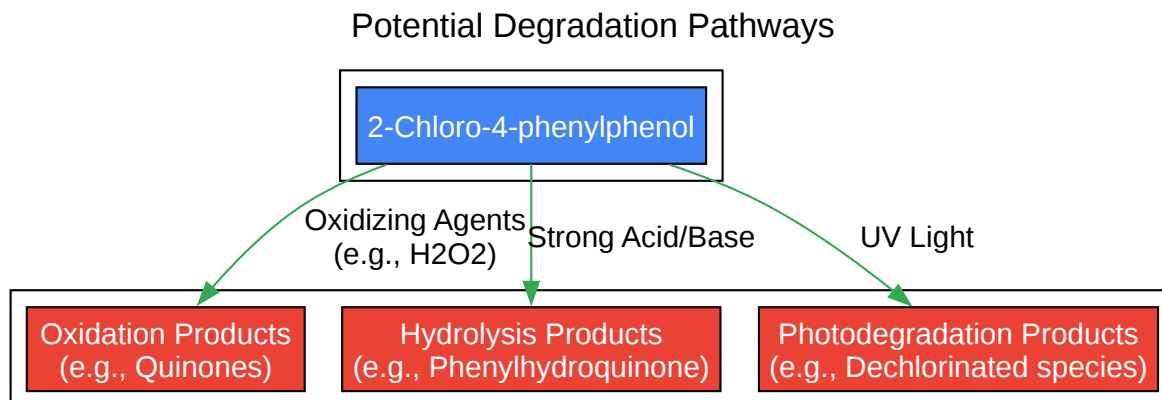 Potential Degradation Pathways
2-Chloro-4-phenylphenol
Oxidizing Agents
(e.g., H2O2)
Strong Acid/Base
UV Light
Oxidation Products
(e.g., Quinones)
Hydrolysis Products
(e.g., Phenylhydroquinone)
Photodegradation Products
(e.g., Dechlorinated species)